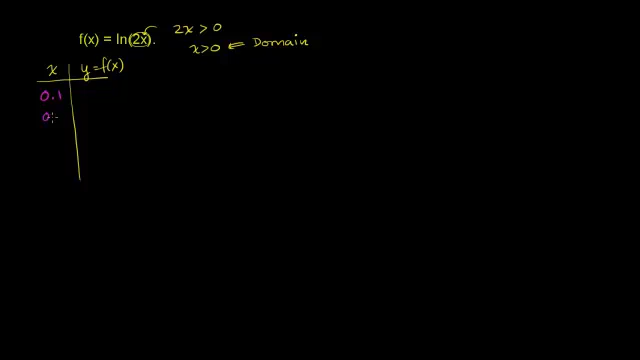 f(x) = ln(2x). 2x > 0
x > 0 ← Domain
x y = f(x)
0.1